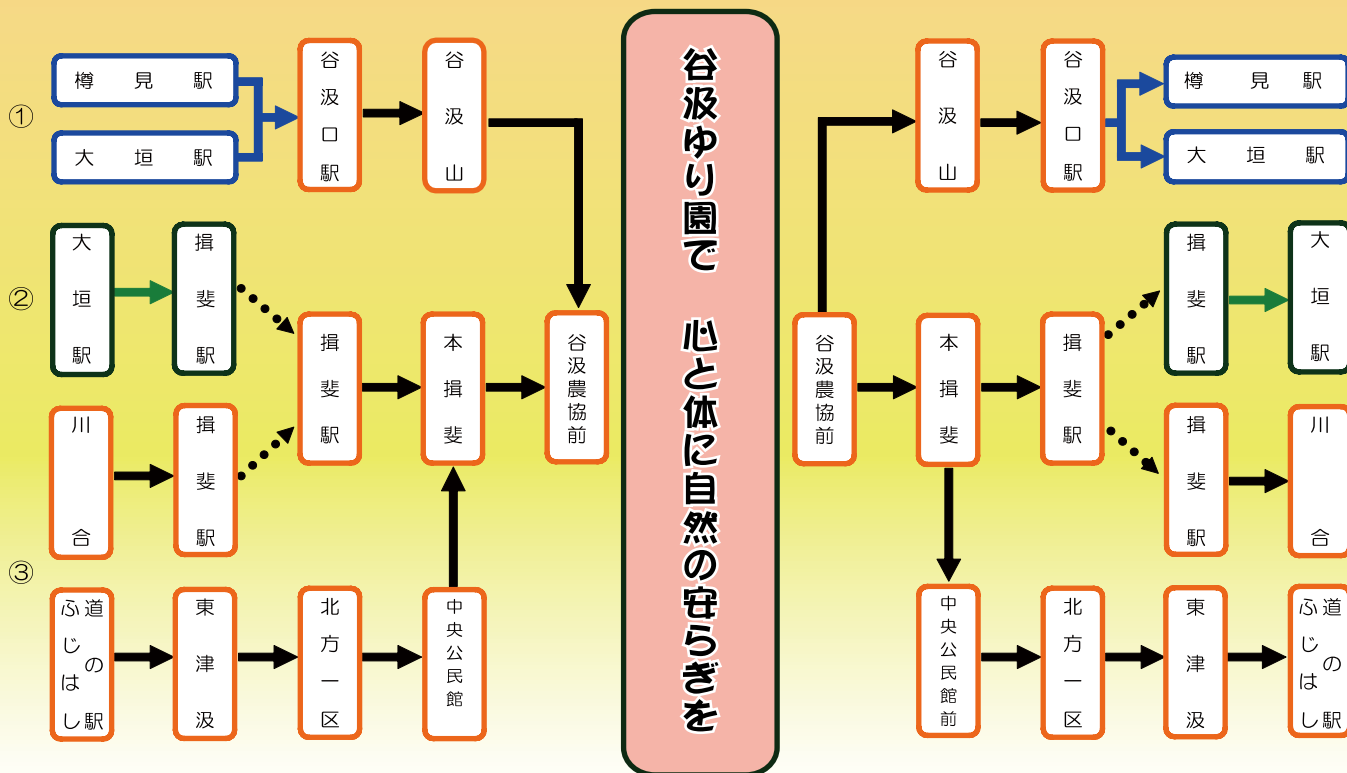 ①
樽見駅
大垣駅
谷汲口駅
谷汲山
②
大垣駅
揖斐駅
川合
揖斐駅
揖斐駅
本揖斐
谷汲農協前
③
道の駅
ふじはし
東津汲
北方一区
中央公民館
谷汲ゆり園で 心と体に自然の安らぎを
谷汲山
谷汲口駅
樽見駅
大垣駅
谷汲農協前
本揖斐
揖斐駅
揖斐駅
大垣駅
揖斐駅
川合
中央公民館前
北方一区
東津汲
道の駅
ふじはし